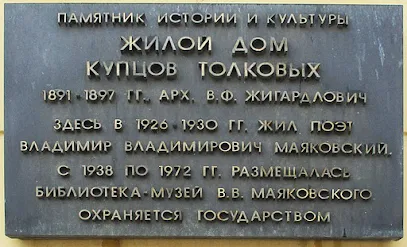 ПАМЯТНИК ИСТОРИИ И КУЛЬТУРЫ
ЖИЛОЙ ДОМ
КУПЦОВ ТОЛКОВЫХ
1891-1897 ГГ., АРХ. В.Ф. ЖИГАРДЛОВИЧ
ЗДЕСЬ В 1926-1930 ГГ. ЖИЛ ПОЭТ
ВЛАДИМИР ВЛАДИМИРОВИЧ МАЯКОВСКИЙ.
С 1938 ПО 1972 ГГ. РАЗМЕЩАЛАСЬ
БИБЛИОТЕКА-МУЗЕЙ В.В. МАЯКОВСКОГО
ОХРАНЯЕТСЯ ГОСУДАРСТВОМ